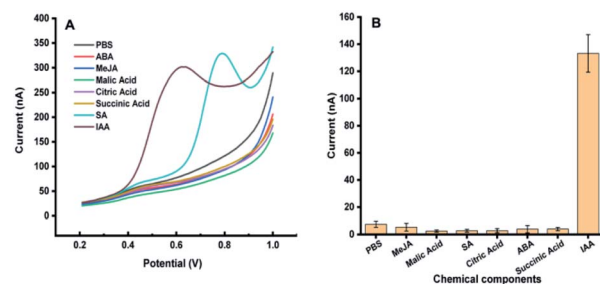 A
400
350
300
250
200
150
100
50
0
Current (nA)
0.2 0.4 0.6 0.8 1.0
Potential (V)
PBS
ABA
MeJA
Malic Acid
Citric Acid
Succinic Acid
SA
IAA
B
160
140
120
100
80
60
40
20
0
Current (nA)
PBS MeJA Malic Acid SA Citric Acid ABA Succinic Acid IAA
Chemical components